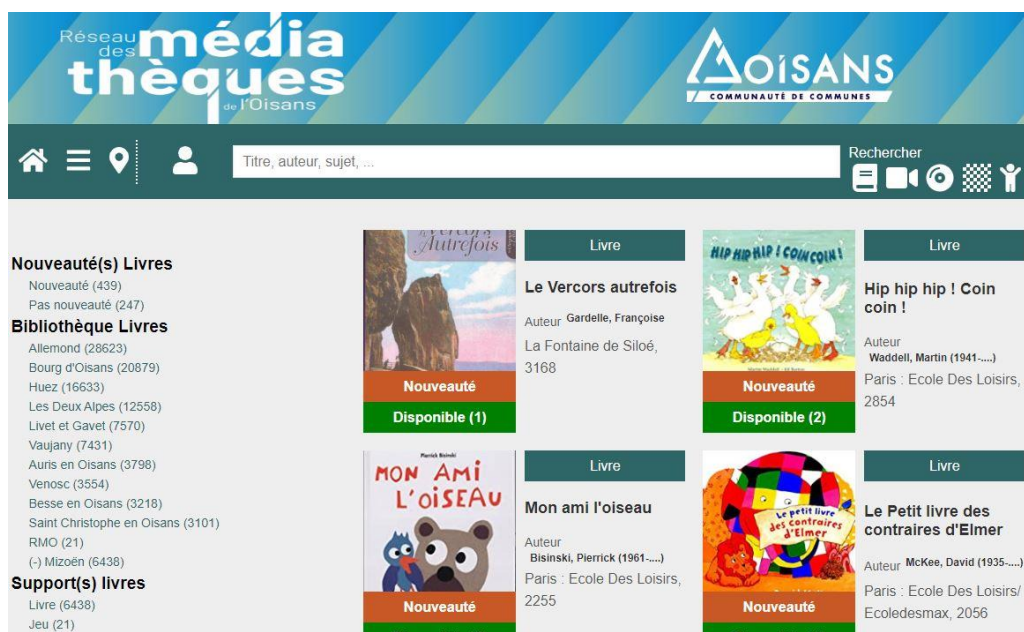 Réseau des média
thèques
de l'Oisans
OISANS
COMMUNAUTÉ DE COMMUNES
Titre, auteur, sujet, ...
Rechercher
Nouveauté(s) Livres
Nouveauté (439)
Pas nouveauté (247)
Bibliothèque Livres
Allemond (28623)
Bourg d'Oisans (20879)
Huez (16633)
Les Deux Alpes (12558)
Livet et Gavet (7570)
Vaujany (7431)
Auris en Oisans (3798)
Venosc (3554)
Besse en Oisans (3218)
Saint Christophe en Oisans (3101)
RMO (21)
(-) Mizoën (6438)
Support(s) livres
Livre (6438)
Jeu (21)
Vercors
Autrefois
Nouveauté
Disponible (1)
Livre
Le Vercors autrefois
Auteur Gardelle, Françoise
La Fontaine de Siloé,
3168
HIP HIP HIP ! COIN COIN !
Nouveauté
Disponible (2)
Livre
Hip hip hip ! Coin
coin !
Auteur
Waddell, Martin (1941-....)
Paris : Ecole Des Loisirs,
2854
Pierrick Bisinski
MON AMI
L'OISEAU
Nouveauté
Livre
Mon ami l'oiseau
Auteur
Bisinski, Pierrick (1961-....)
Paris : Ecole Des Loisirs,
2255
Le petit livre
des contraires
d'Elmer
Nouveauté
Livre
Le Petit livre des
contraires d'Elmer
Auteur McKee, David (1935-....)
Paris : Ecole Des Loisirs/
Ecoledesmax, 2056